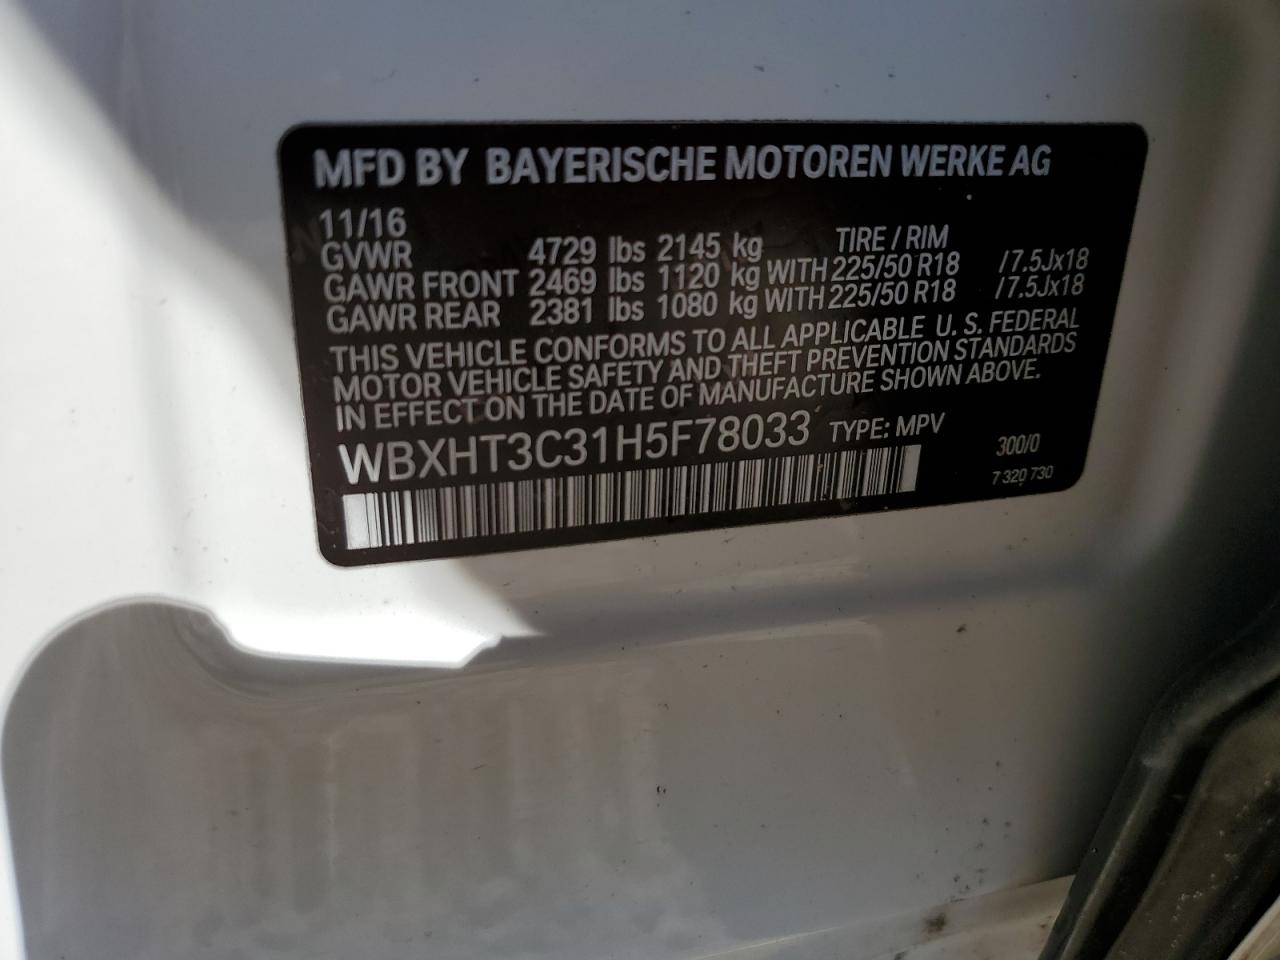 MFD BY BAYERISCHE MOTOREN WERKE AG
11/16
GVWR 4729 lbs 2145 kg TIRE / RIM
GAWR FRONT 2469 lbs 1120 kg WITH 225/50 R18 /7.5Jx18
GAWR REAR 2381 lbs 1080 kg WITH 225/50 R18 /7.5Jx18
THIS VEHICLE CONFORMS TO ALL APPLICABLE U. S. FEDERAL
MOTOR VEHICLE SAFETY AND THEFT PREVENTION STANDARDS
IN EFFECT ON THE DATE OF MANUFACTURE SHOWN ABOVE.
WBXHT3C31H5F78033 TYPE: MPV
300/0
7 320 730